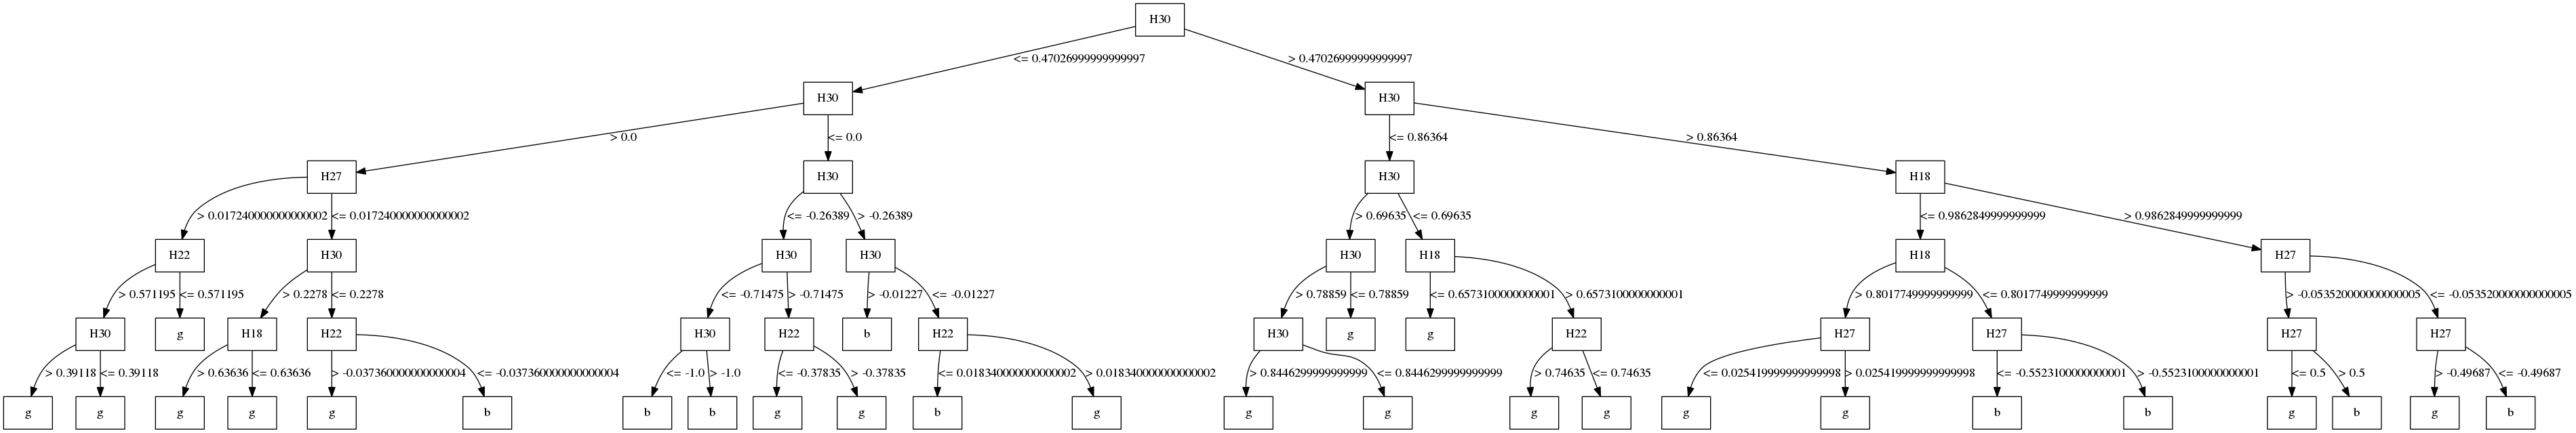 H30
<= 0.47026999999999997 > 0.47026999999999997
H30 H30
> 0.0 <= 0.0 <= 0.86364 > 0.86364
H27 H30 H30 H18
> 0.017240000000000002 <= 0.017240000000000002 <= -0.26389 > -0.26389 > 0.69635 <= 0.69635 <= 0.9862849999999999 > 0.9862849999999999
H22 H30 H30 H30 H30 H18 H18 H27
> 0.571195 <= 0.571195 > 0.2278 <= 0.2278 <= -0.71475 > -0.71475 > -0.01227 <= -0.01227 > 0.78859 <= 0.78859 <= 0.6573100000000001 > 0.6573100000000001 > 0.8017749999999999 <= 0.8017749999999999 > -0.053520000000000005 <= -0.053520000000000005
H30 g H18 H22 H30 H22 b H22 H30 g g H22 H27 H27 H27 H27
> 0.39118 <= 0.39118 > 0.63636 <= 0.63636 > -0.037360000000000004 <= -0.037360000000000004 <= -1.0 > -1.0 <= -0.37835 > -0.37835 <= 0.018340000000000002 > 0.018340000000000002 > 0.8446299999999999 <= 0.8446299999999999 > 0.74635 <= 0.74635 <= 0.025419999999999998 > 0.025419999999999998 <= -0.5523100000000001 > -0.5523100000000001 <= 0.5 > 0.5 > -0.49687 <= -0.49687
g g g g g b b b g g b g g g g g g g b b g b g b